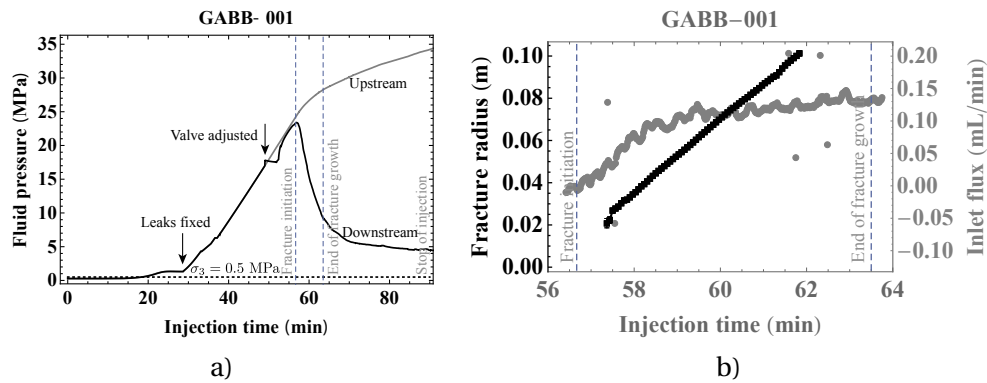 GABB- 001
Fluid pressure (MPa)
35
30
25
20
15
10
5
0
Upstream
Valve adjusted
Leaks fixed
σ3 = 0.5 MPa
Fracture initiation
End of fracture growth
Downstream
Stop of injection
0 20 40 60 80
Injection time (min)
a)
GABB−001
Fracture radius (m)
0.10
0.08
0.06
0.04
0.02
0.00
Fracture initiation
End of fracture growth
0.20
0.15
0.10
0.05
0.00
−0.05
−0.10
Inlet flux (mL/min)
56 58 60 62 64
Injection time (min)
b)